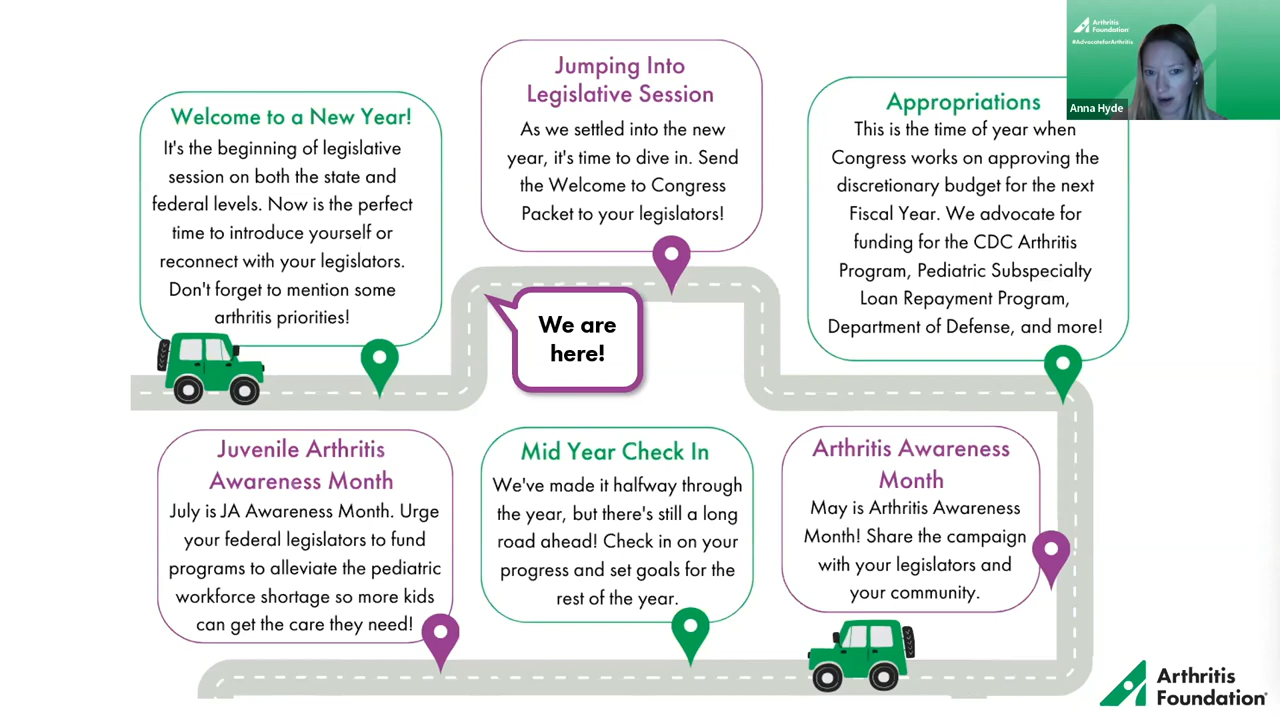 Welcome to a New Year!
It's the beginning of legislative
session on both the state and
federal levels. Now is the perfect
time to introduce yourself or
reconnect with your legislators.
Don't forget to mention some
arthritis priorities!
Jumping Into
Legislative Session
As we settled into the new
year, it's time to dive in. Send
the Welcome to Congress
Packet to your legislators!
Appropriations
This is the time of year when
Congress works on approving the
discretionary budget for the next
Fiscal Year. We advocate for
funding for the CDC Arthritis
Program, Pediatric Subspecialty
Loan Repayment Program,
Department of Defense, and more!
Arthritis
Foundation
#AdvocateforArthritis
Anna Hyde
We are
here!
Juvenile Arthritis
Awareness Month
July is JA Awareness Month. Urge
your federal legislators to fund
programs to alleviate the pediatric
workforce shortage so more kids
can get the care they need!
Mid Year Check In
We've made it halfway through
the year, but there's still a long
road ahead! Check in on your
progress and set goals for the
rest of the year.
Arthritis Awareness
Month
May is Arthritis Awareness
Month! Share the campaign
with your legislators and
your community.
Arthritis
Foundation